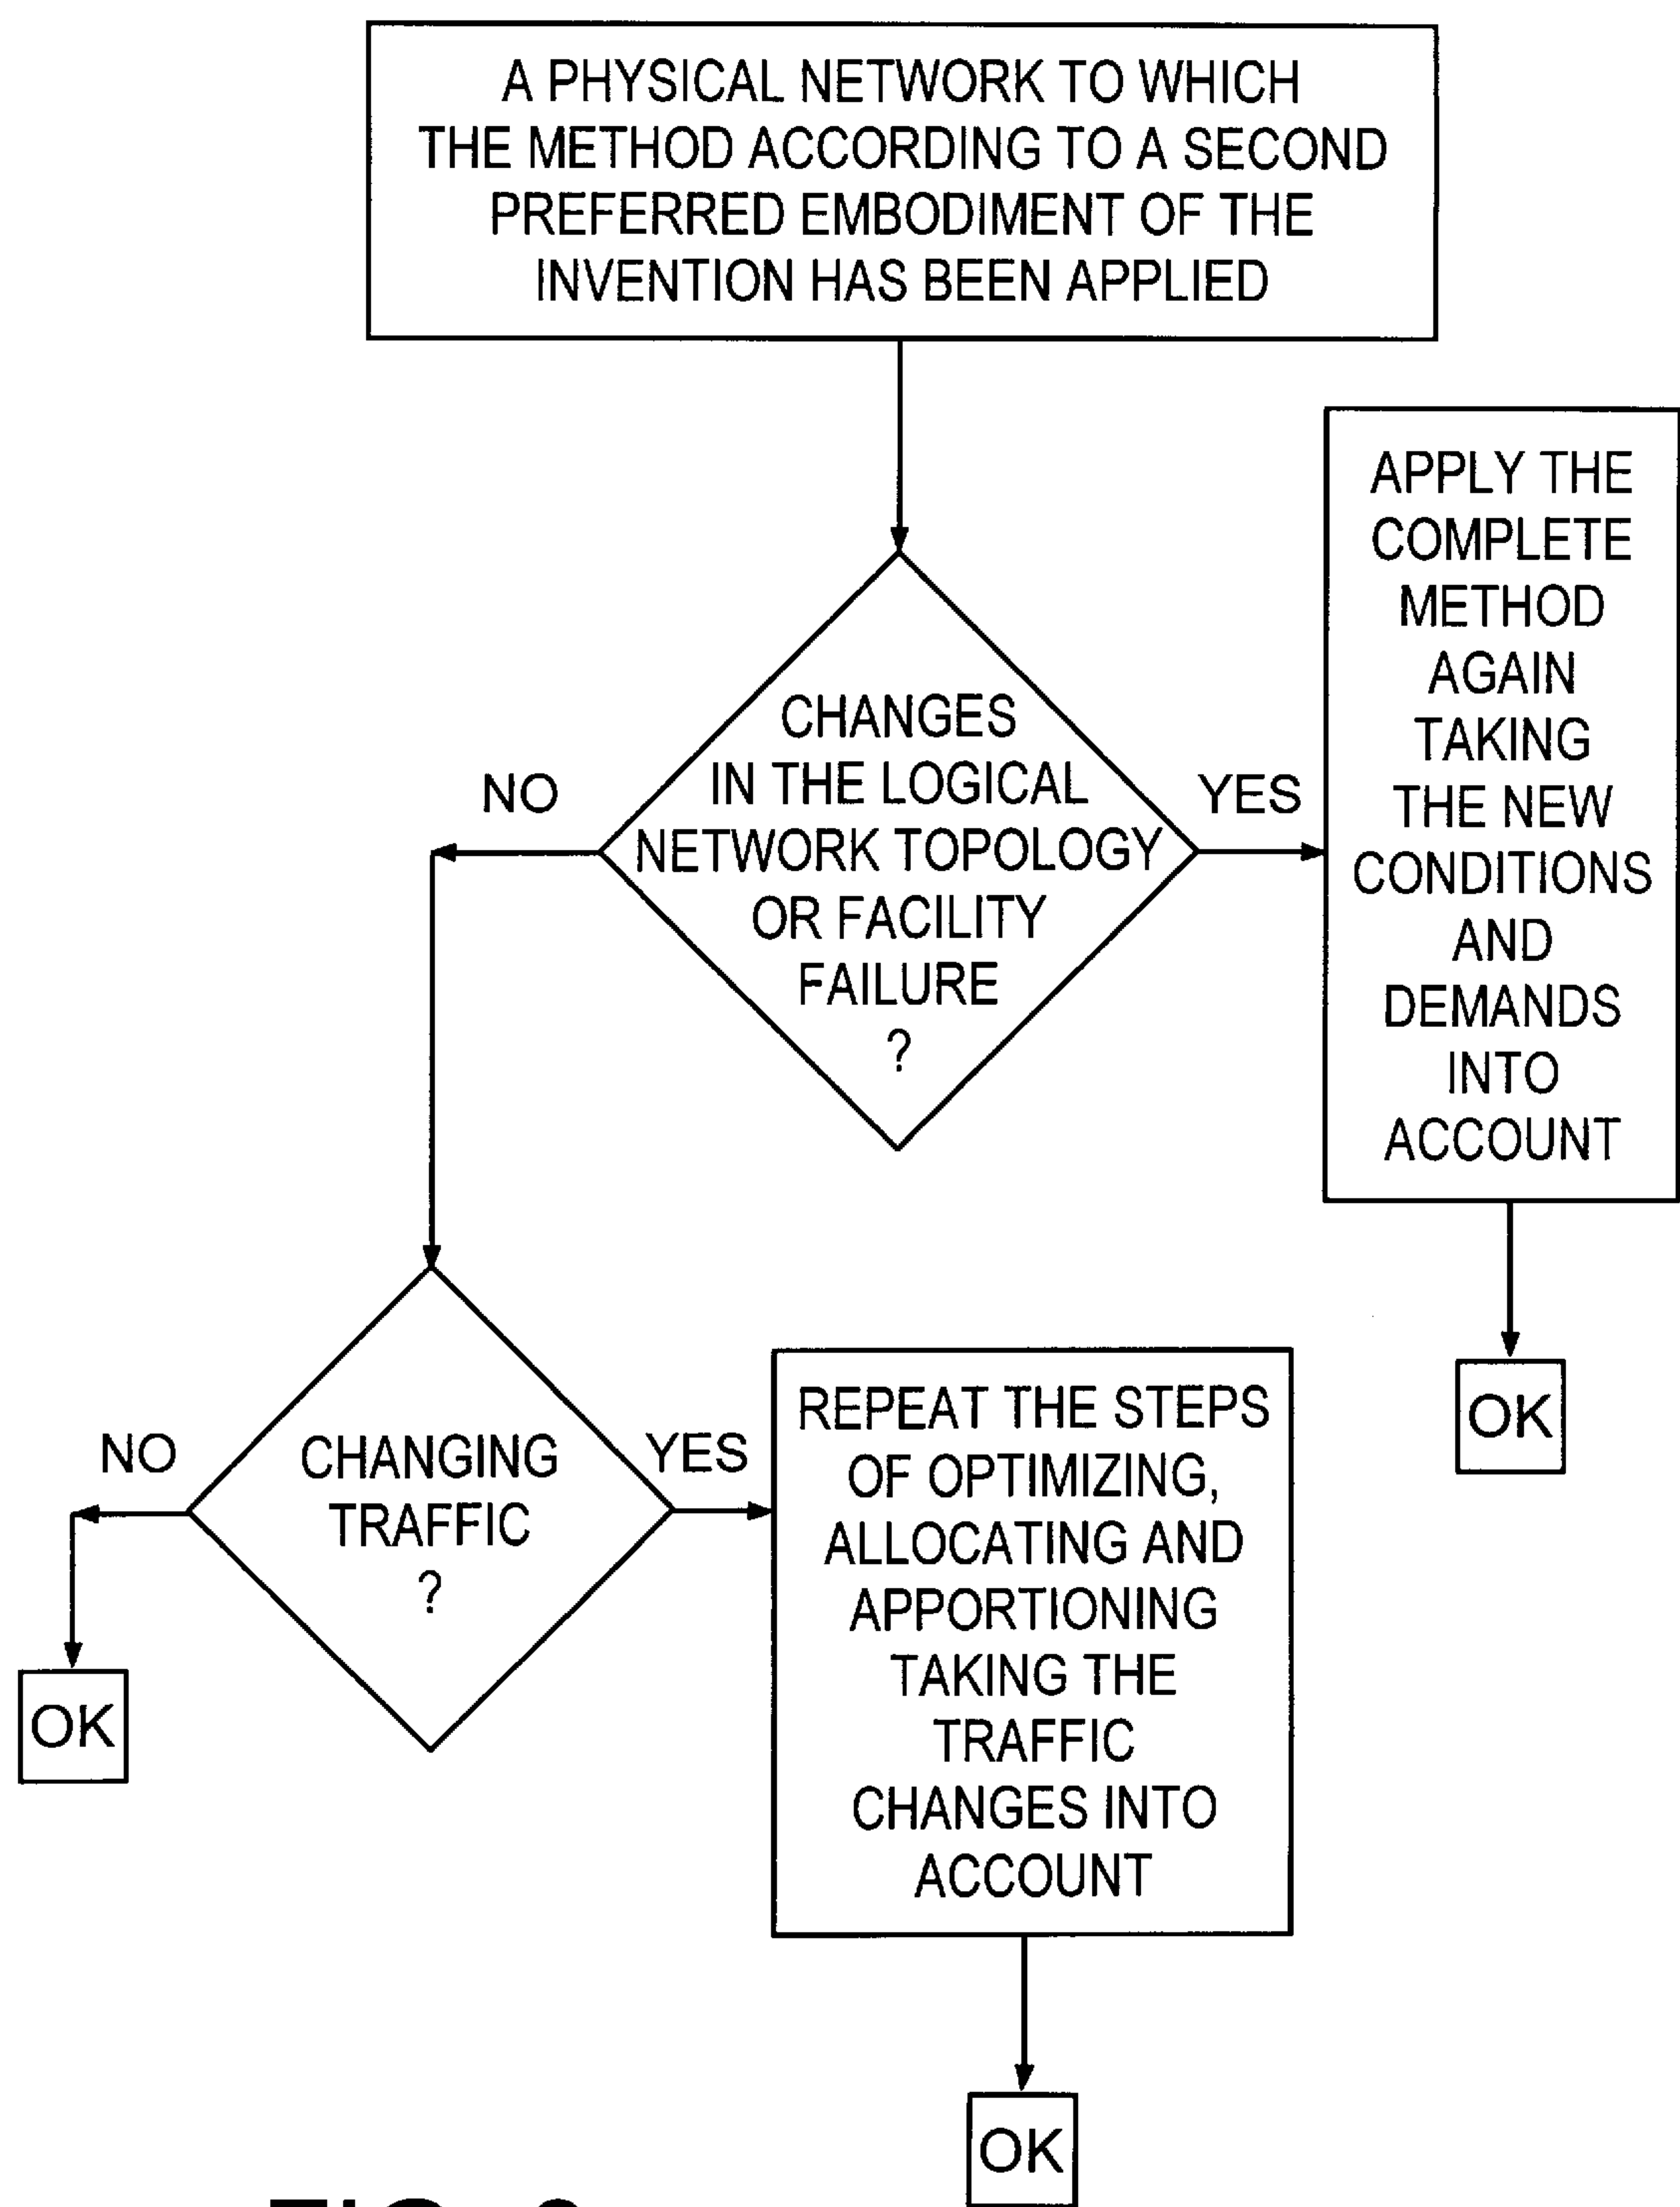 A PHYSICAL NETWORK TO WHICH
THE METHOD ACCORDING TO A SECOND
PREFERRED EMBODIMENT OF THE
INVENTION HAS BEEN APPLIED
CHANGES
IN THE LOGICAL
NETWORK TOPOLOGY
OR FACILITY
FAILURE
?
NO
YES
APPLY THE
COMPLETE
METHOD
AGAIN
TAKING
THE NEW
CONDITIONS
AND
DEMANDS
INTO
ACCOUNT
OK
CHANGING
TRAFFIC
?
NO
YES
OK
REPEAT THE STEPS
OF OPTIMIZING,
ALLOCATING AND
APPORTIONING
TAKING THE
TRAFFIC
CHANGES INTO
ACCOUNT
OK